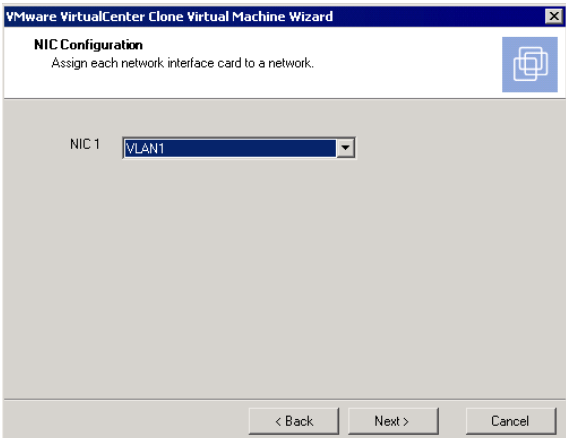 VMware VirtualCenter Clone Virtual Machine Wizard
NIC Configuration
Assign each network interface card to a network.
NIC 1 VLAN1
< Back Next > Cancel